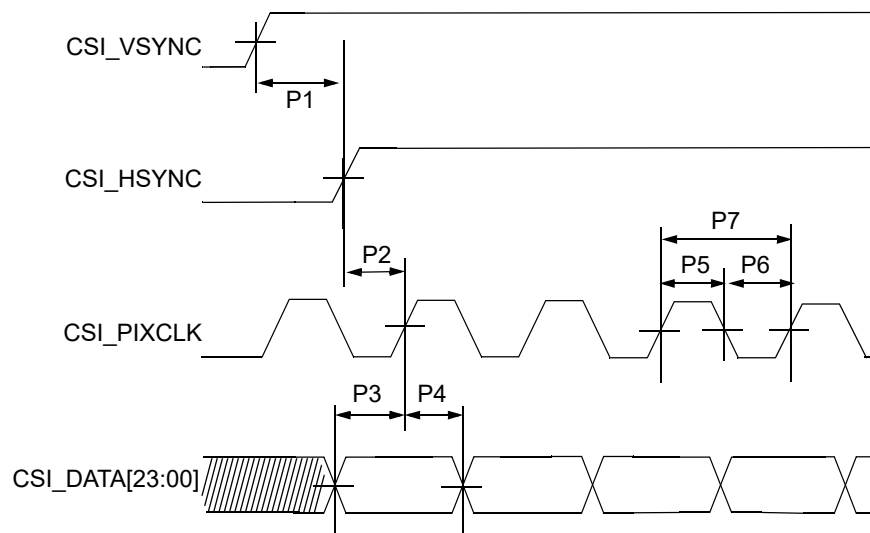 CSI_VSYNC
P1
CSI_HSYNC
P7
P2
P5
P6
CSI_PIXCLK
P3
P4
CSI_DATA[23:00]